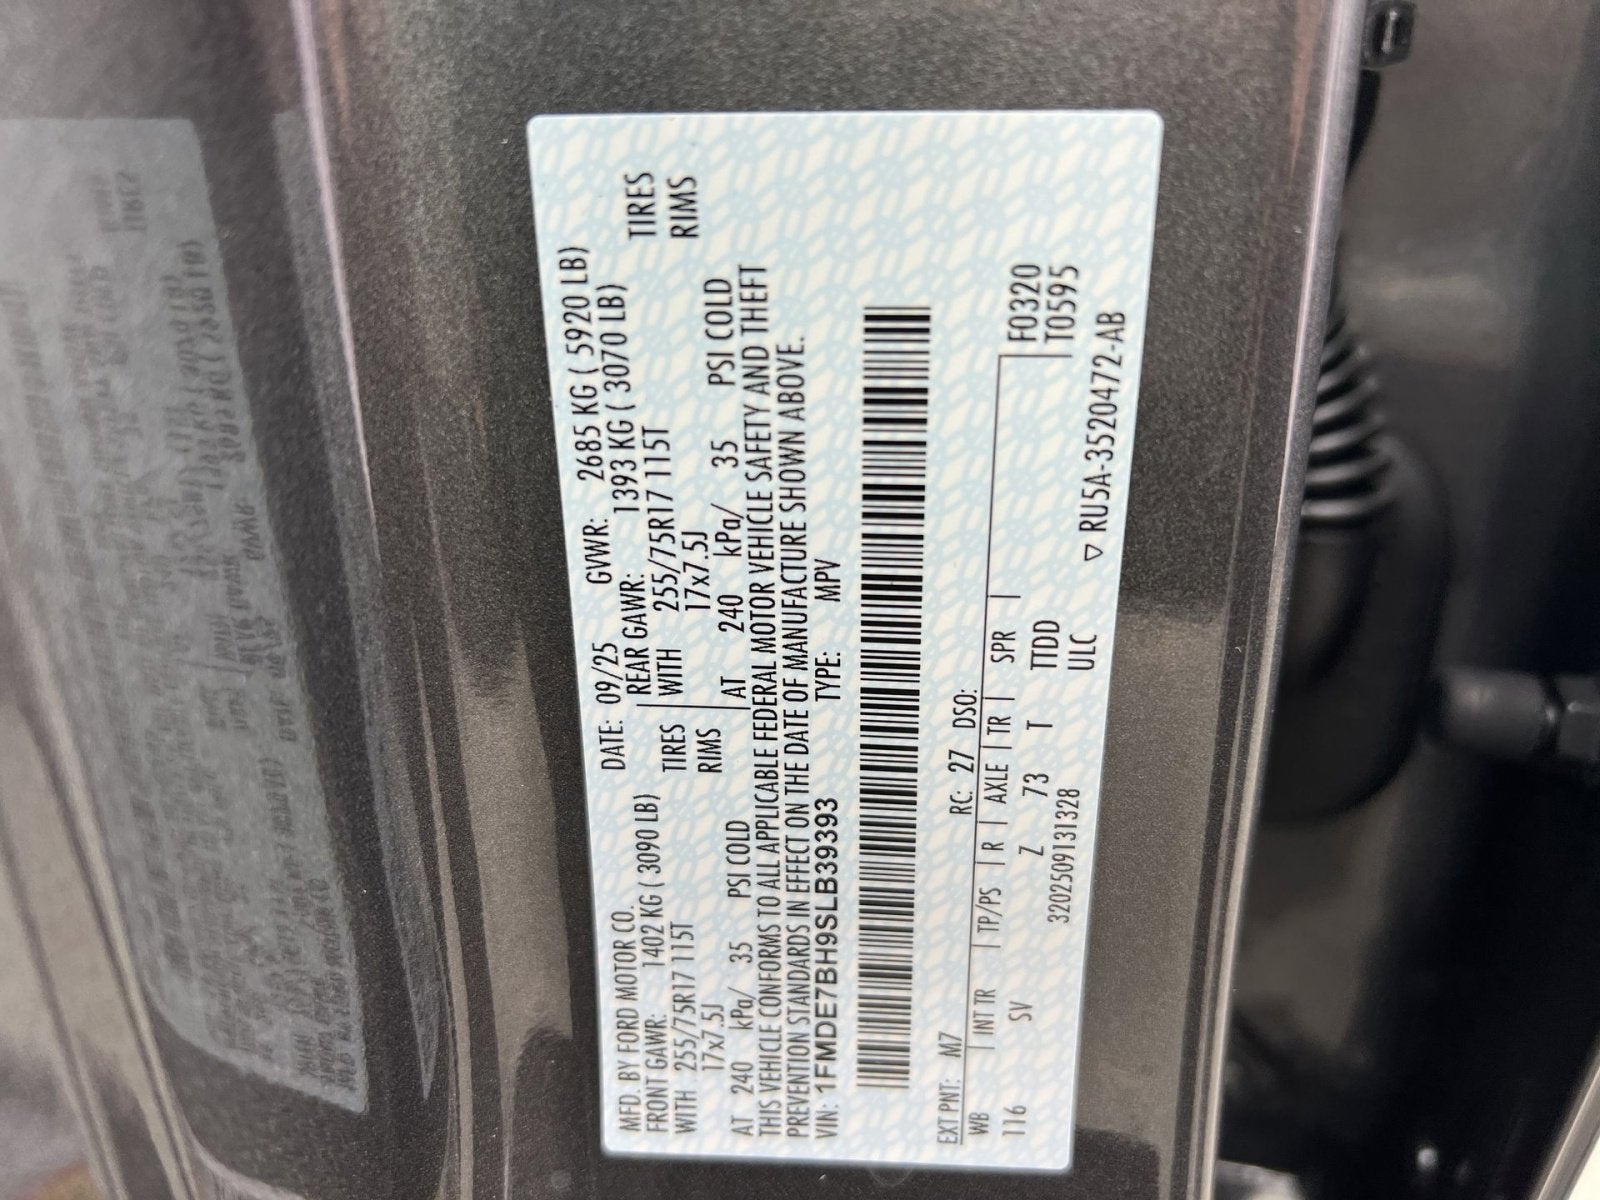 MFD. BY FORD MOTOR CO.
DATE: 09/25 GVWR: 2685 KG ( 5920 LB)
FRONT GAWR: 1402 KG ( 3090 LB) REAR GAWR: 1393 KG ( 3070 LB)
WITH 255/75R17 115T TIRES WITH 255/75R17 115T TIRES
17x7.5J RIMS 17x7.5J RIMS
AT 240 kPa/ 35 PSI COLD AT 240 kPa/ 35 PSI COLD
THIS VEHICLE CONFORMS TO ALL APPLICABLE FEDERAL MOTOR VEHICLE SAFETY AND THEFT
PREVENTION STANDARDS IN EFFECT ON THE DATE OF MANUFACTURE SHOWN ABOVE.
VIN: 1FMDE7BH9SLB39393 TYPE: MPV
EXT PNT: M7 RC: 27 DSO:
WB INT TR TP/PS R AXLE TR SPR F0320
116 SV Z 73 T TTDD T0595
320250913​1328 ULC
▽ RU5A-3520472-AB